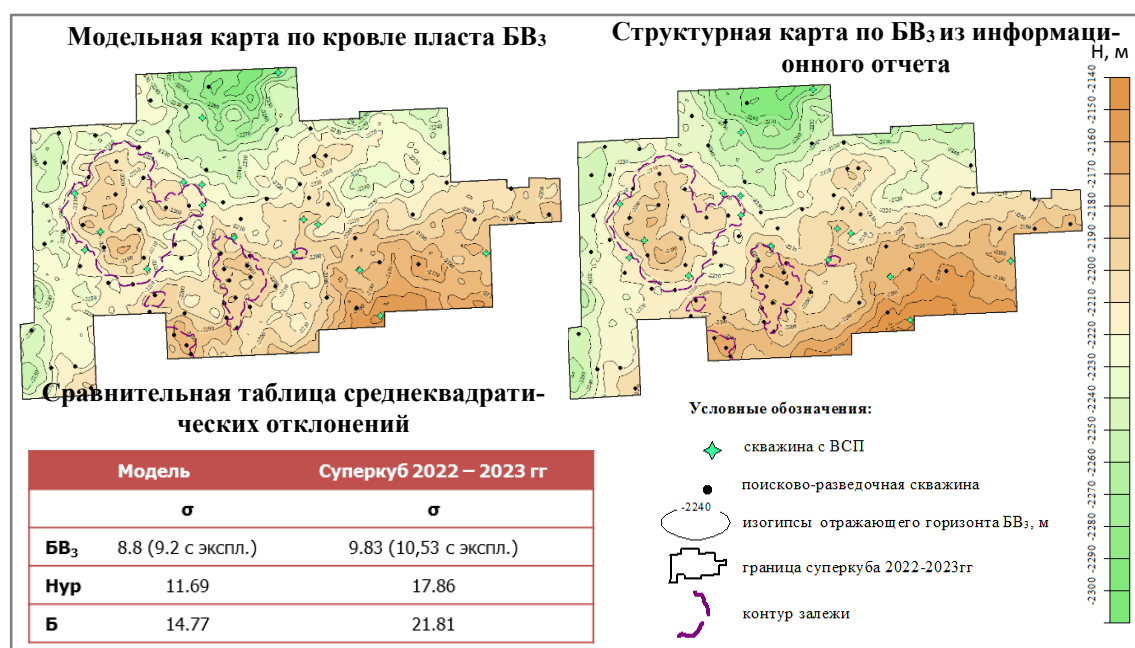 Модельная карта по кровле пласта БВ₃
Структурная карта по БВ₃ из информаци-
онного отчета
Н, м
-2140
-2150
-2160
-2170
-2180
-2190
-2200
-2210
-2220
-2230
-2240
-2250
-2260
-2270
-2280
-2290
-2300
Сравнительная таблица среднеквадрати-
ческих отклонений
Модель Суперкуб 2022 – 2023 гг
σ σ
БВ₃ 8.8 (9.2 с экспл.) 9.83 (10,53 с экспл.)
Нур 11.69 17.86
Б 14.77 21.81
Условные обозначения:
скважина с ВСП
поисково-разведочная скважина
-2240
изогипсы отражающего горизонта БВ₃, м
граница суперкуба 2022-2023гг
контур залежи